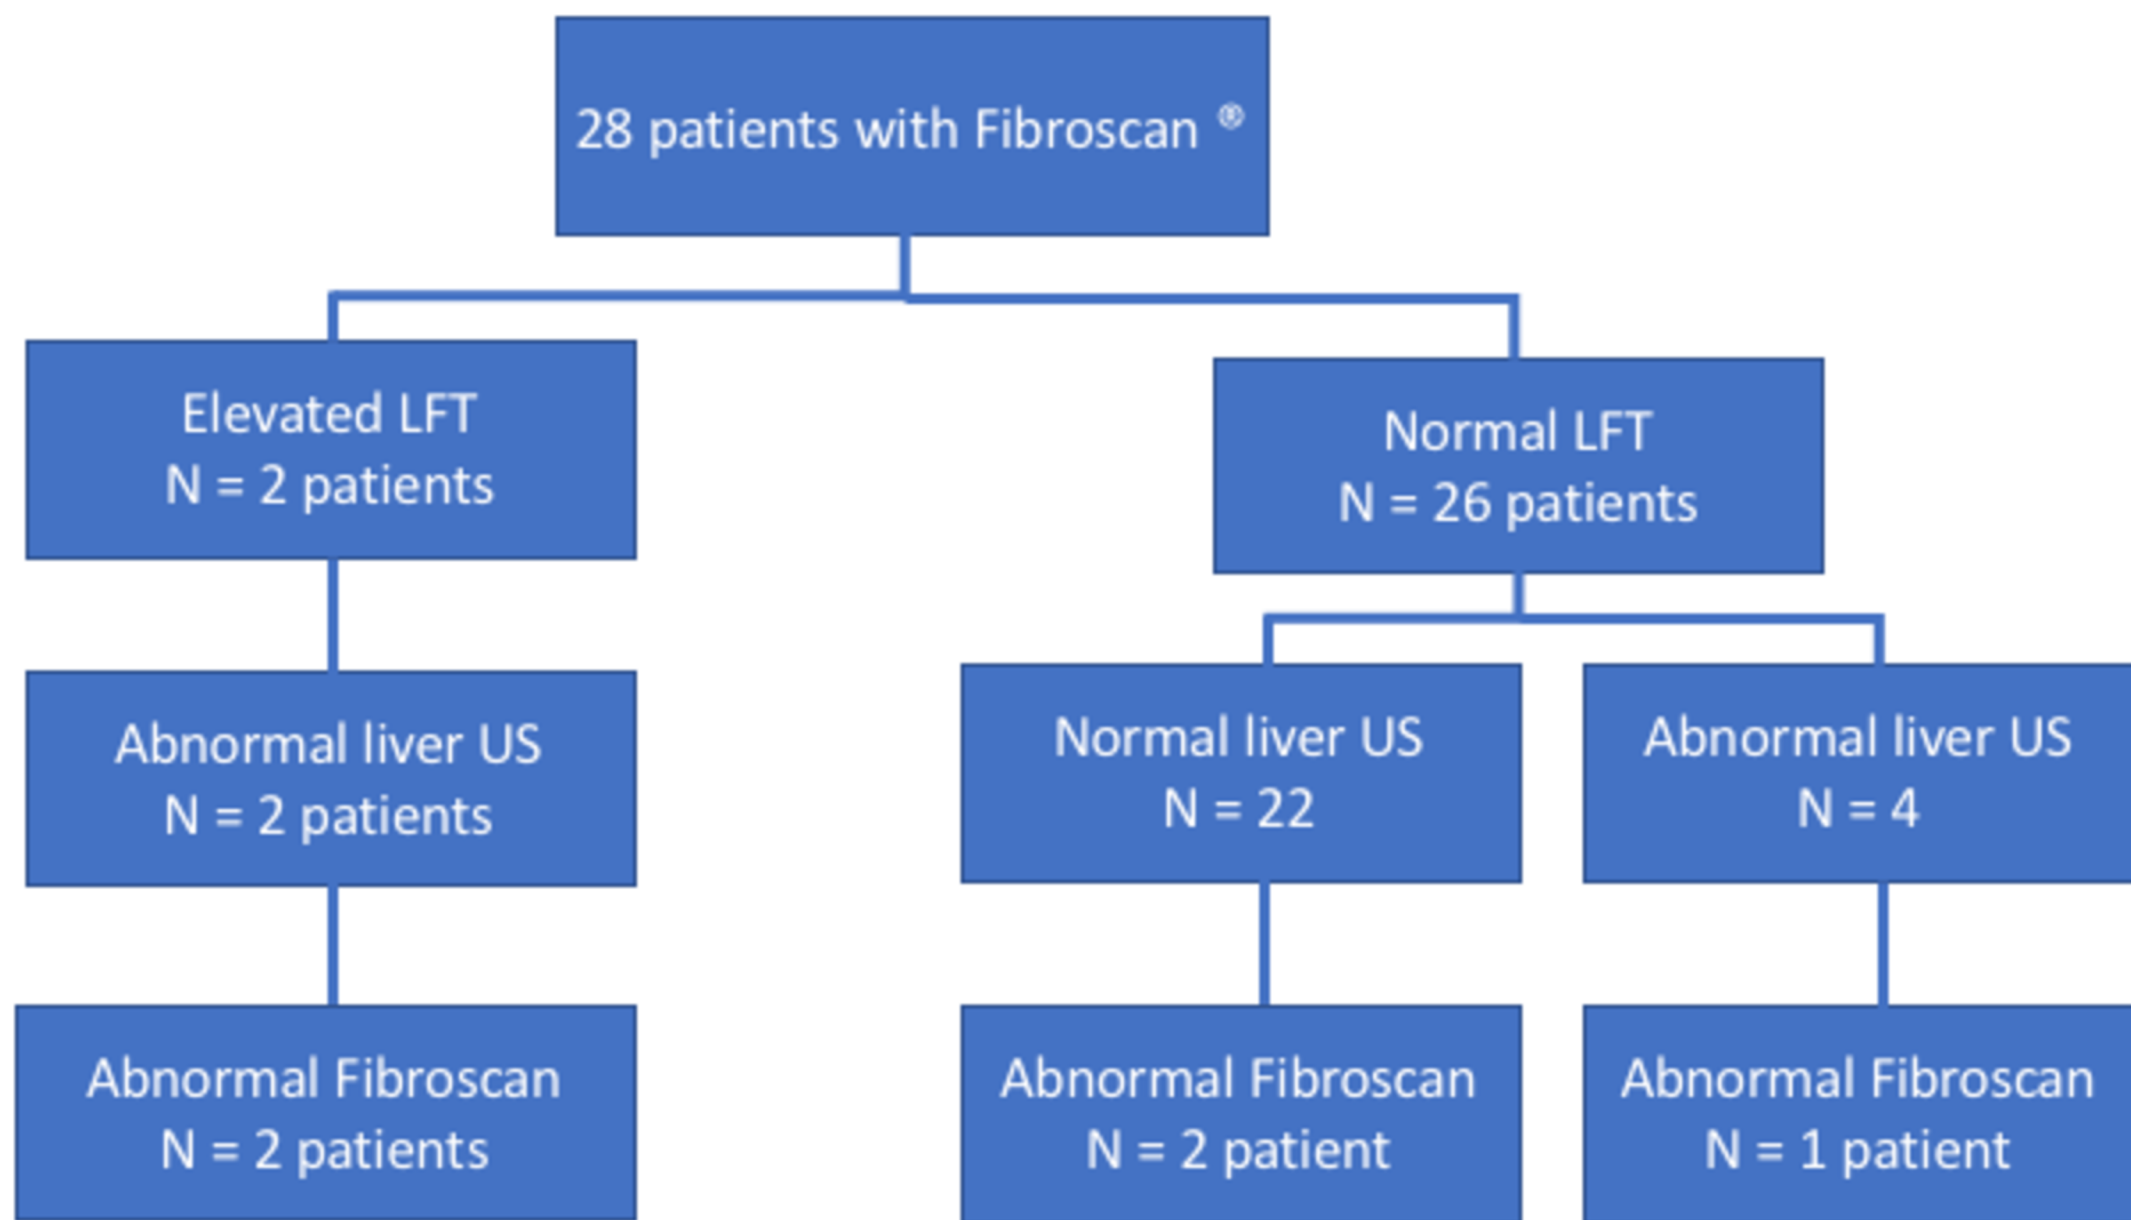 28 patients with Fibroscan ®
Elevated LFT
N = 2 patients
Normal LFT
N = 26 patients
Abnormal liver US
N = 2 patients
Normal liver US
N = 22
Abnormal liver US
N = 4
Abnormal Fibroscan
N = 2 patients
Abnormal Fibroscan
N = 2 patient
Abnormal Fibroscan
N = 1 patient